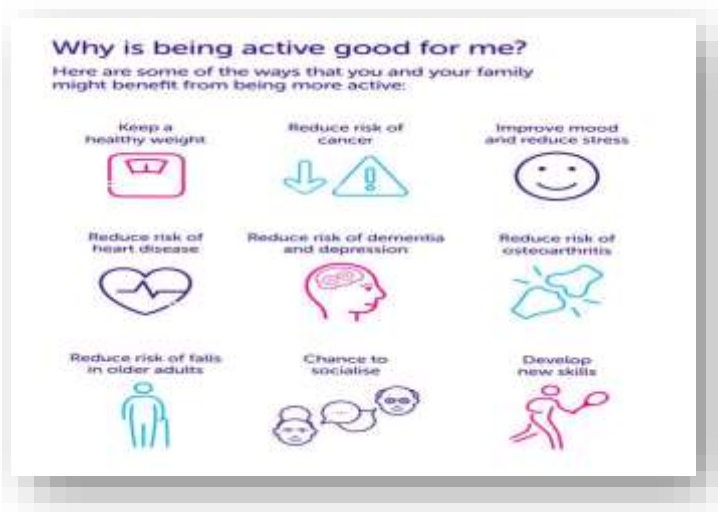 Why is being active good for me?
Here are some of the ways that you and your family
might benefit from being more active:
Keep a
healthy weight
Reduce risk of
cancer
Improve mood
and reduce stress
Reduce risk of
heart disease
Reduce risk of dementia
and depression
Reduce risk of
osteoarthritis
Reduce risk of falls
in older adults
Chance to
socialise
Develop
new skills